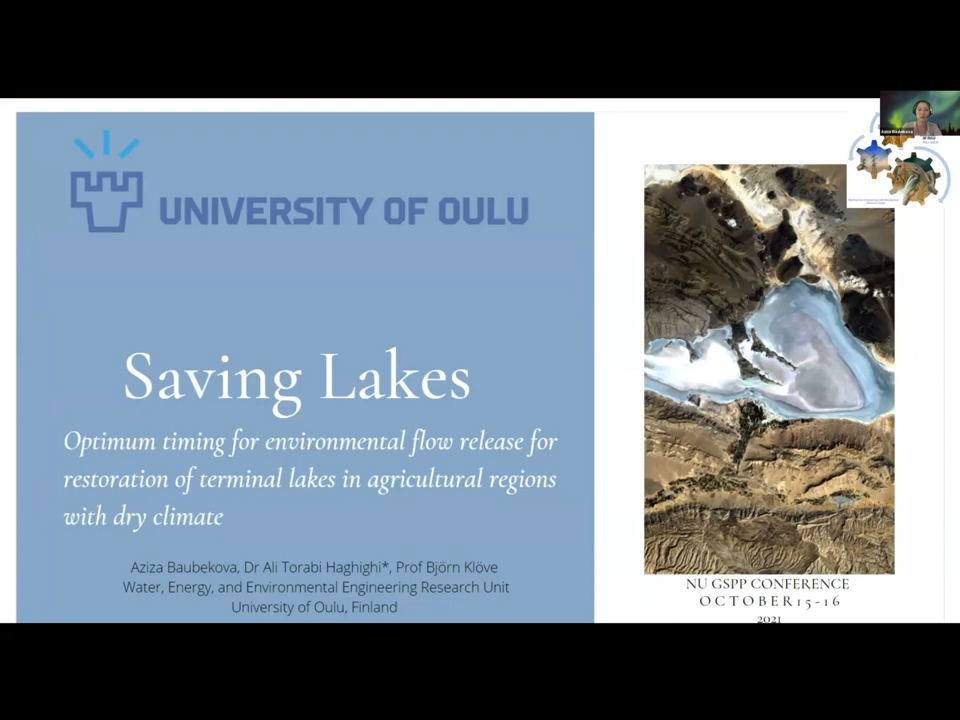 UNIVERSITY OF OULU
Saving Lakes
Optimum timing for environmental flow release for
restoration of terminal lakes in agricultural regions
with dry climate
Aziza Baubekova, Dr Ali Torabi Haghighi*, Prof Björn Klöve
Water, Energy, and Environmental Engineering Research Unit
University of Oulu, Finland
Aziza Baubekova
NU GSPP CONFERENCE
OCTOBER 15-16
2021